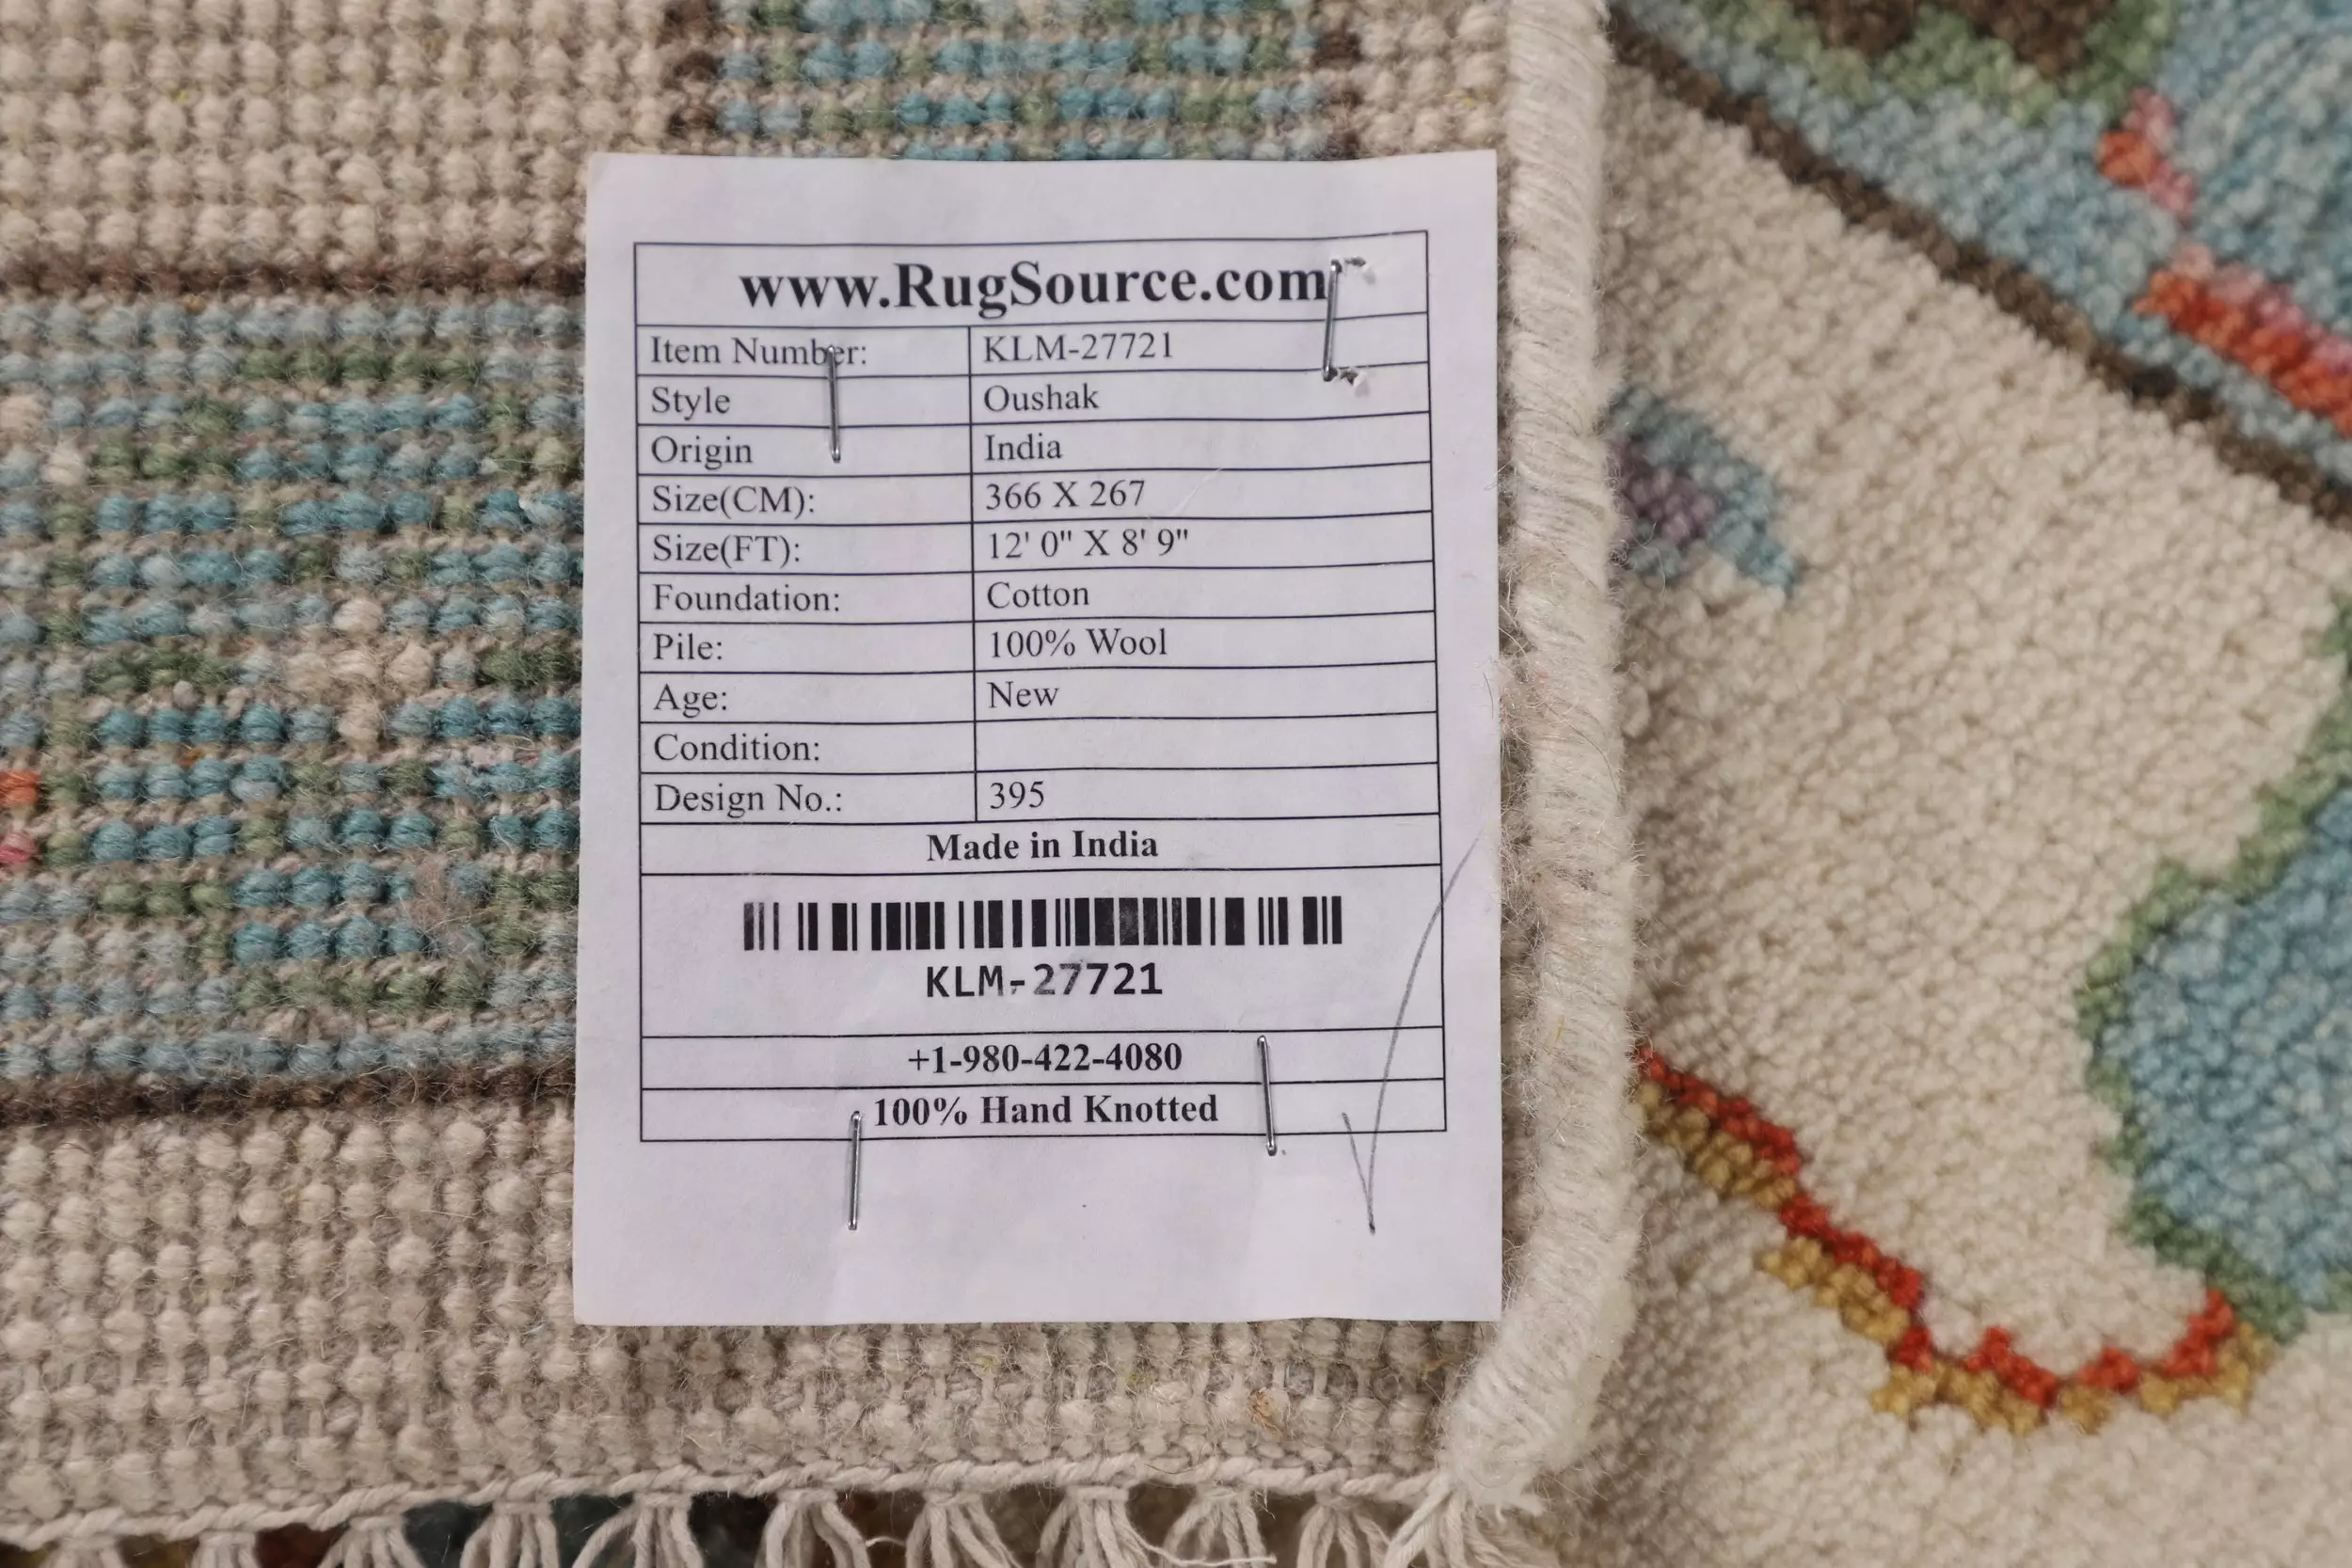 www.RugSource.com
Item Number: KLM-27721
Style Oushak
Origin India
Size(CM): 366 X 267
Size(FT): 12' 0" X 8' 9"
Foundation: Cotton
Pile: 100% Wool
Age: New
Condition:
Design No.: 395
Made in India
KLM-27721
+1-980-422-4080
100% Hand Knotted